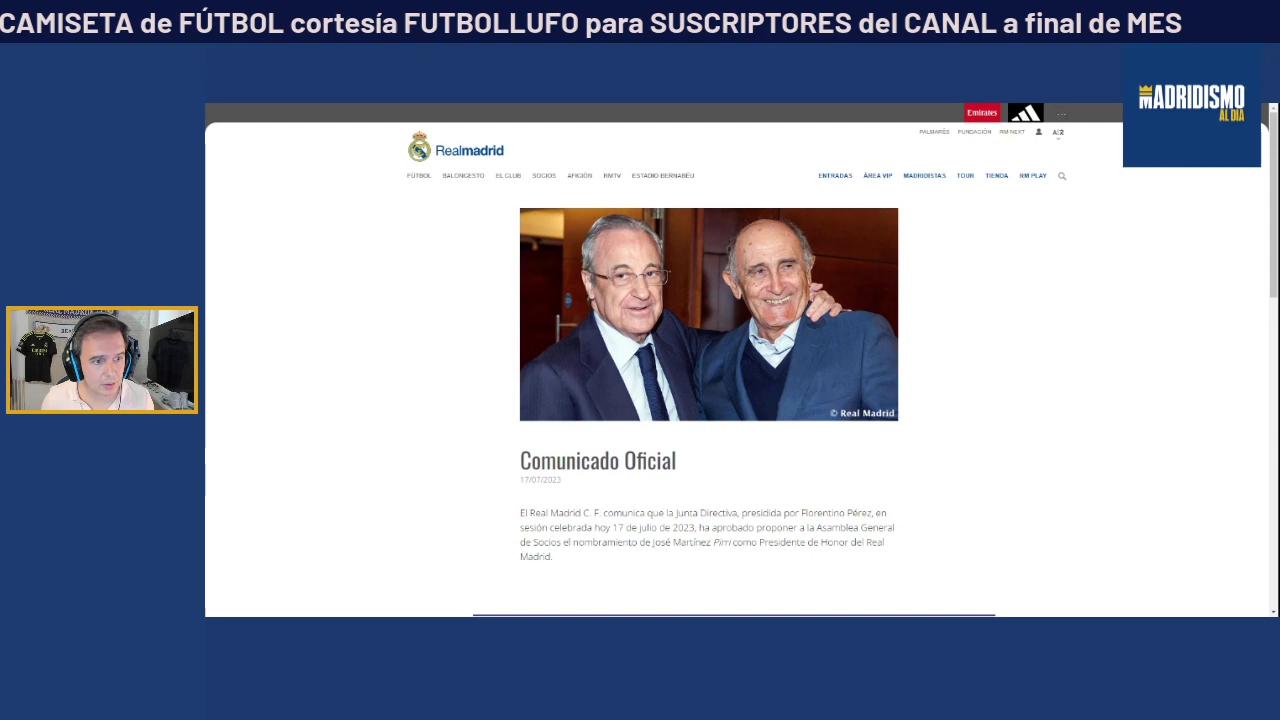 CAMISETA de FÚTBOL cortesía FUTBOLLUFO para SUSCRIPTORES del CANAL a final de MES
MADRIDISMO
AL DIA
Emirates
PALMARÉS FUNDACIÓN RM NEXT
Realmadrid
FÚTBOL BALONCESTO EL CLUB SOCIOS AFICIÓN RMTV ESTADIO BERNABÉU
ENTRADAS ÁREA VIP MADRIDISTAS TOUR TIENDA RM PLAY
© Real Madrid
Comunicado Oficial
17/07/2023
El Real Madrid C. F. comunica que la Junta Directiva, presidida por Florentino Pérez, en
sesión celebrada hoy 17 de julio de 2023, ha aprobado proponer a la Asamblea General
de Socios el nombramiento de José Martínez Pirri como Presidente de Honor del Real
Madrid.